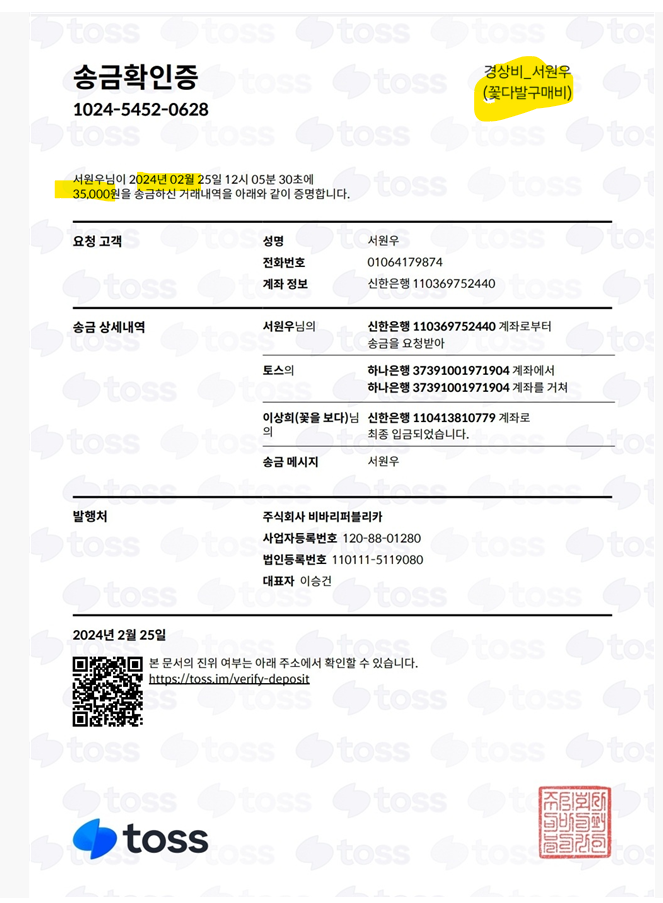 송금확인증
1024-5452-0628
경상비_서원우
(꽃다발구매비)
서원우님이 2024년 02월 25일 12시 05분 30초에
35,000원을 송금하신 거래내역을 아래와 같이 증명합니다.
요청 고객
성명 서원우
전화번호 01064179874
계좌 정보 신한은행 110369752440
송금 상세내역
서원우님의 신한은행 110369752440 계좌로부터
송금을 요청받아
토스의 하나은행 37391001971904 계좌에서
하나은행 37391001971904 계좌를 거쳐
이상희(꽃을 보다)님의 신한은행 110413810779 계좌로
최종 입금되었습니다.
송금 메시지 서원우
발행처
주식회사 비바리퍼블리카
사업자등록번호 120-88-01280
법인등록번호 110111-5119080
대표자 이승건
2024년 2월 25일
본 문서의 진위 여부는 아래 주소에서 확인할 수 있습니다.
https://toss.im/verify-deposit
toss